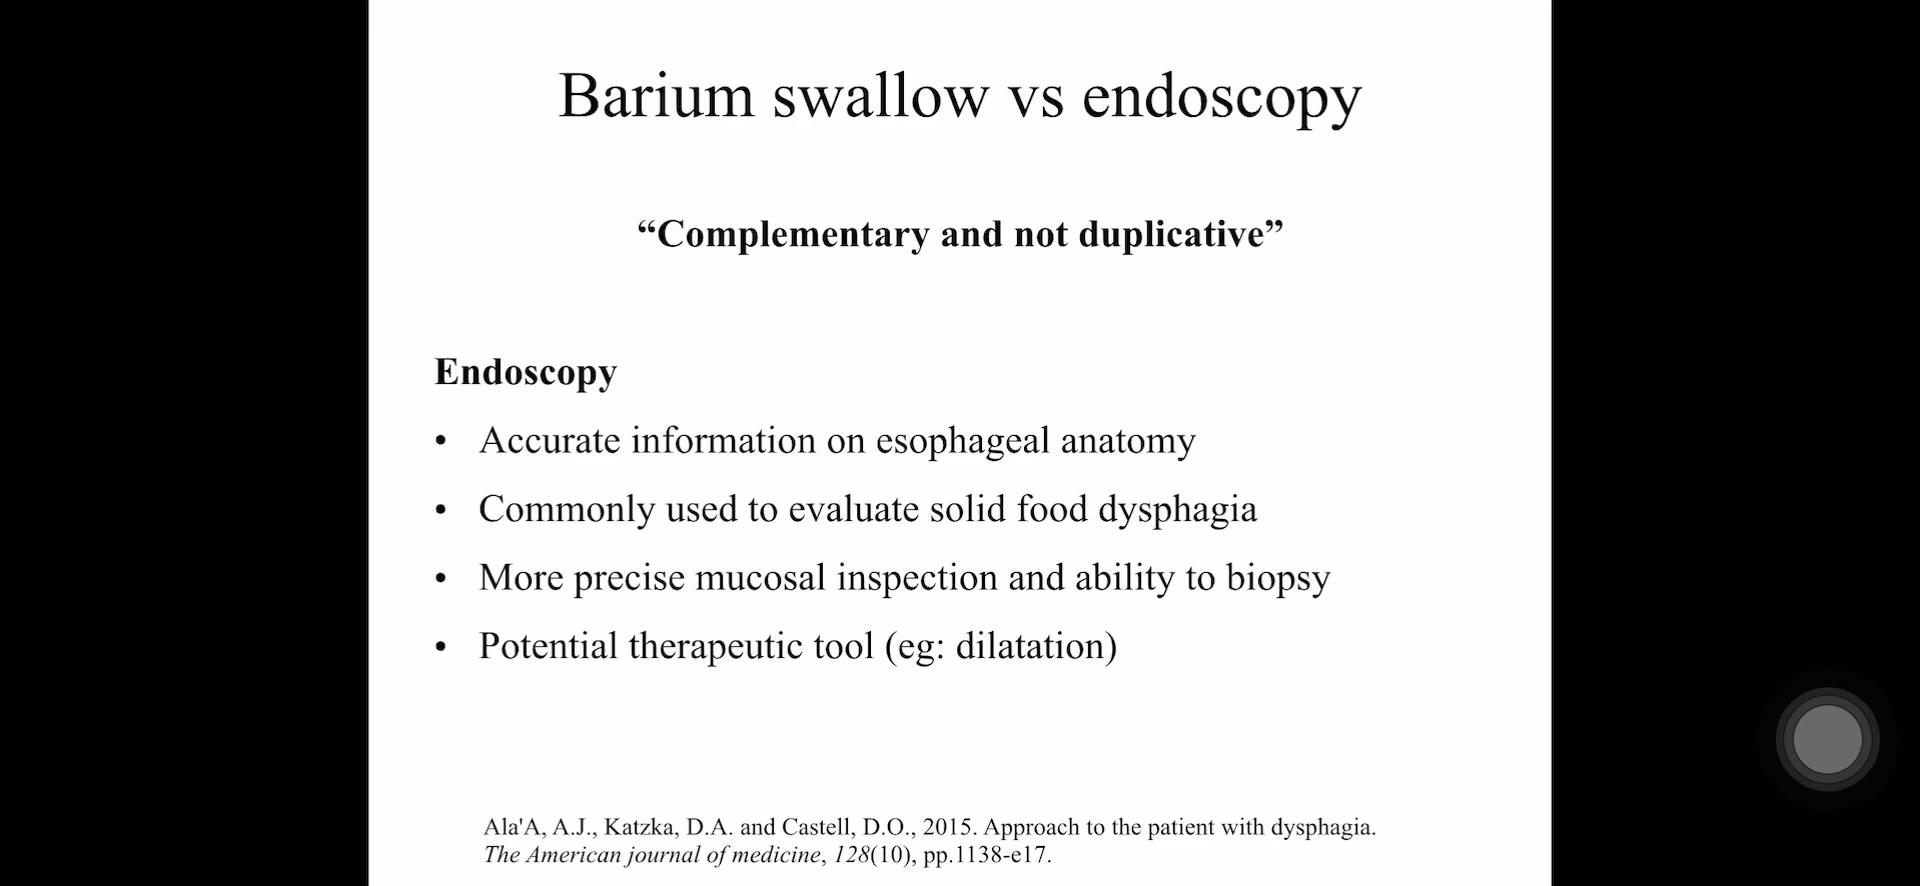 Barium swallow vs endoscopy
“Complementary and not duplicative”
Endoscopy
• Accurate information on esophageal anatomy
• Commonly used to evaluate solid food dysphagia
• More precise mucosal inspection and ability to biopsy
• Potential therapeutic tool (eg: dilatation)
Ala'A, A.J., Katzka, D.A. and Castell, D.O., 2015. Approach to the patient with dysphagia.
The American journal of medicine, 128(10), pp.1138-e17.